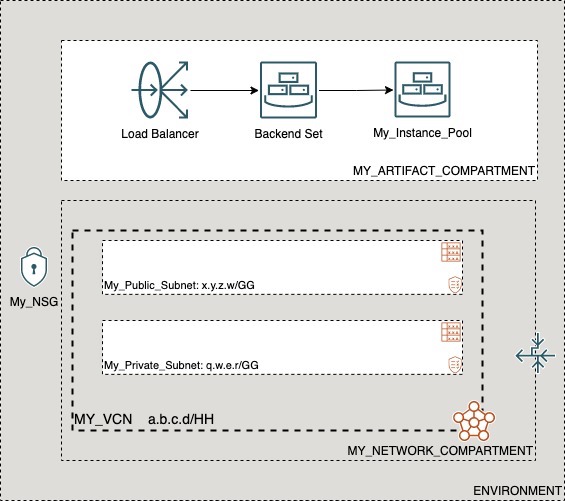 Load Balancer
Backend Set
My_Instance_Pool
MY_ARTIFACT_COMPARTMENT
My_NSG
My_Public_Subnet: x.y.z.w/GG
My_Private_Subnet: q.w.e.r/GG
MY_VCN a.b.c.d/HH
MY_NETWORK_COMPARTMENT
ENVIRONMENT